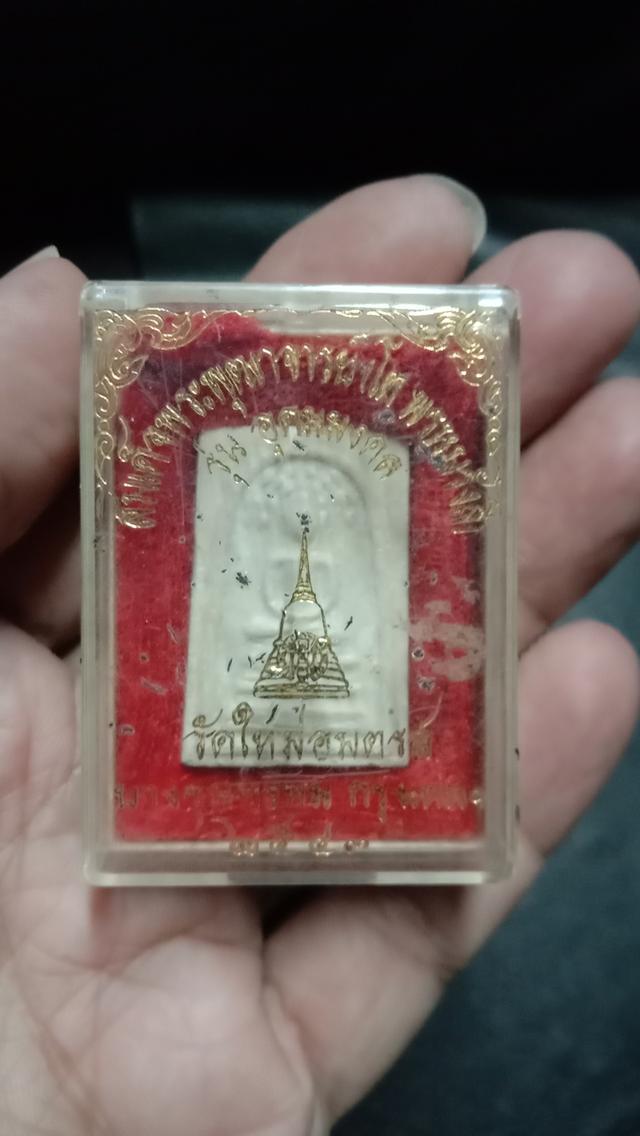 สมเด็จพระพุฒาจารย์โต พรหมรังสี
รุ่น อุดมมงคล
วัดใหม่อมตรส
บางขุนพรหม กรุงเทพฯ